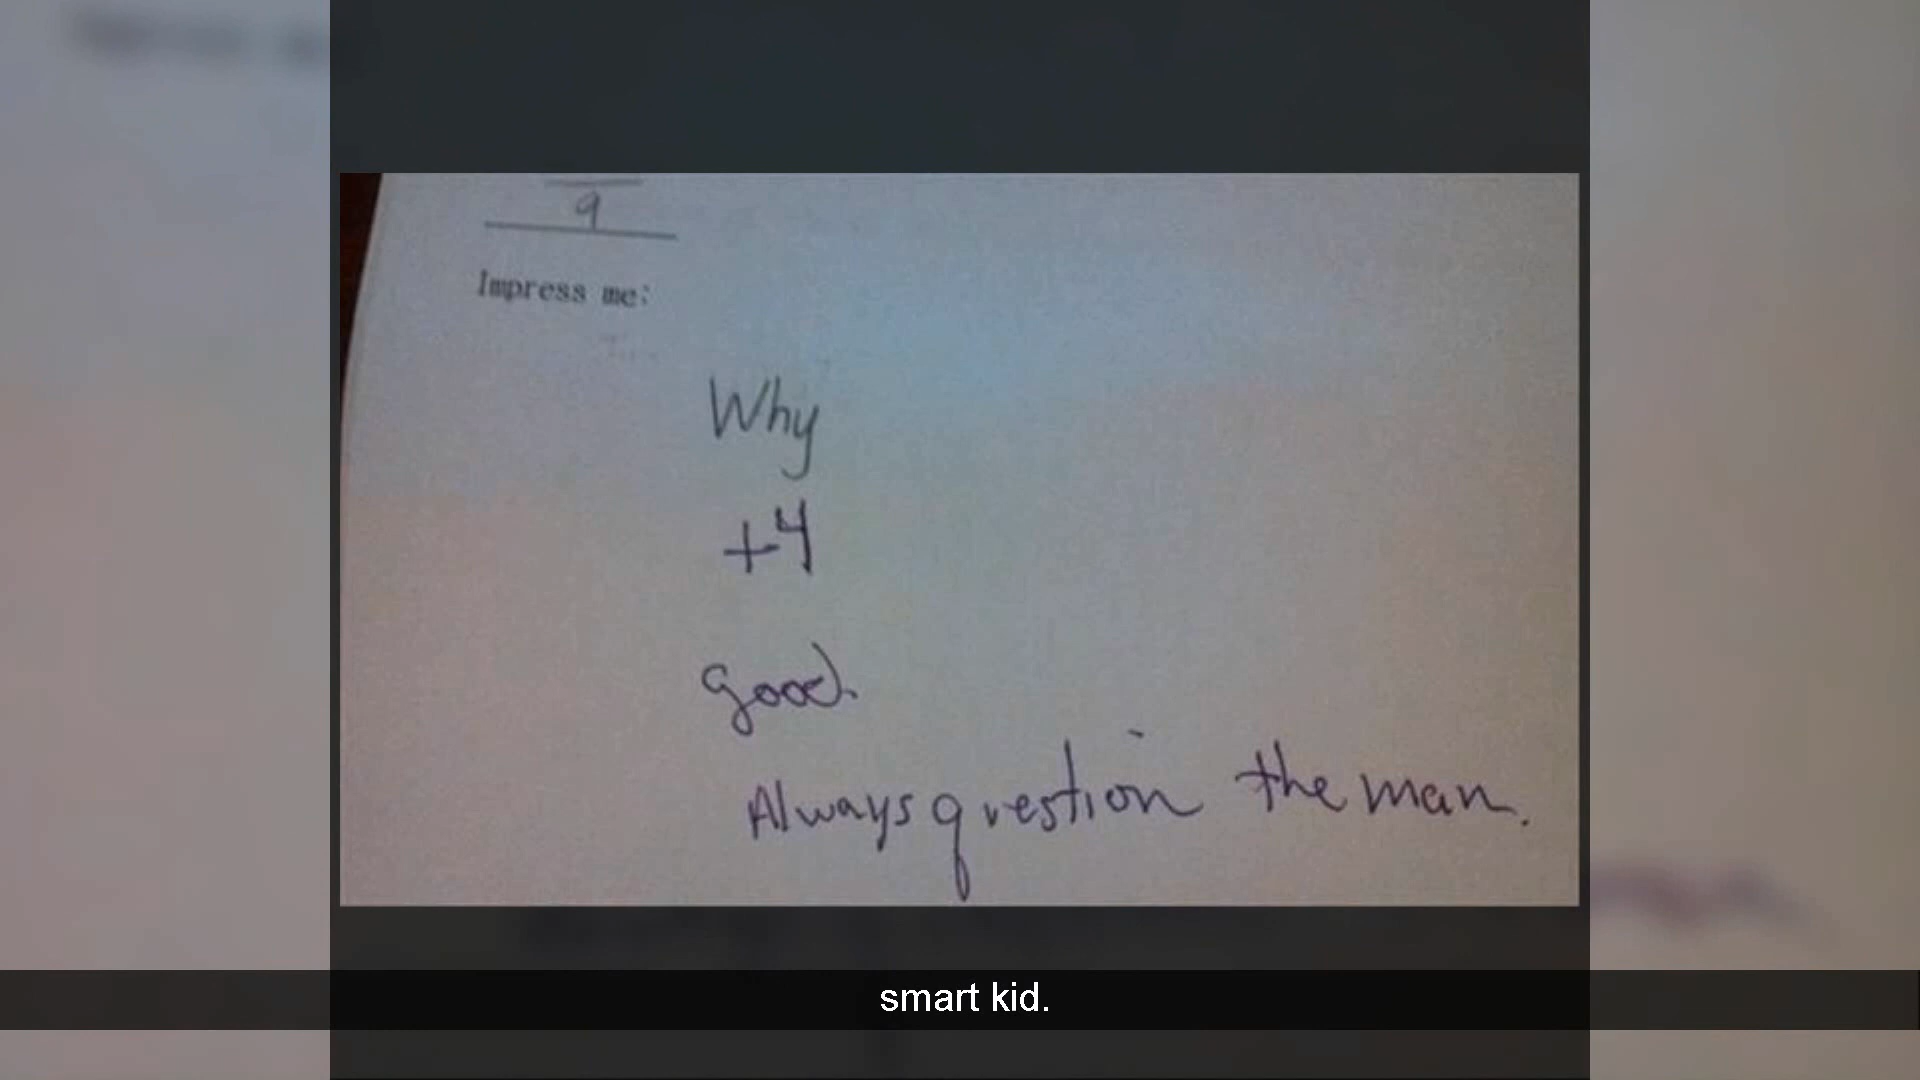 9
Impress me:
Why
+4
good.
Always question the man.
smart kid.